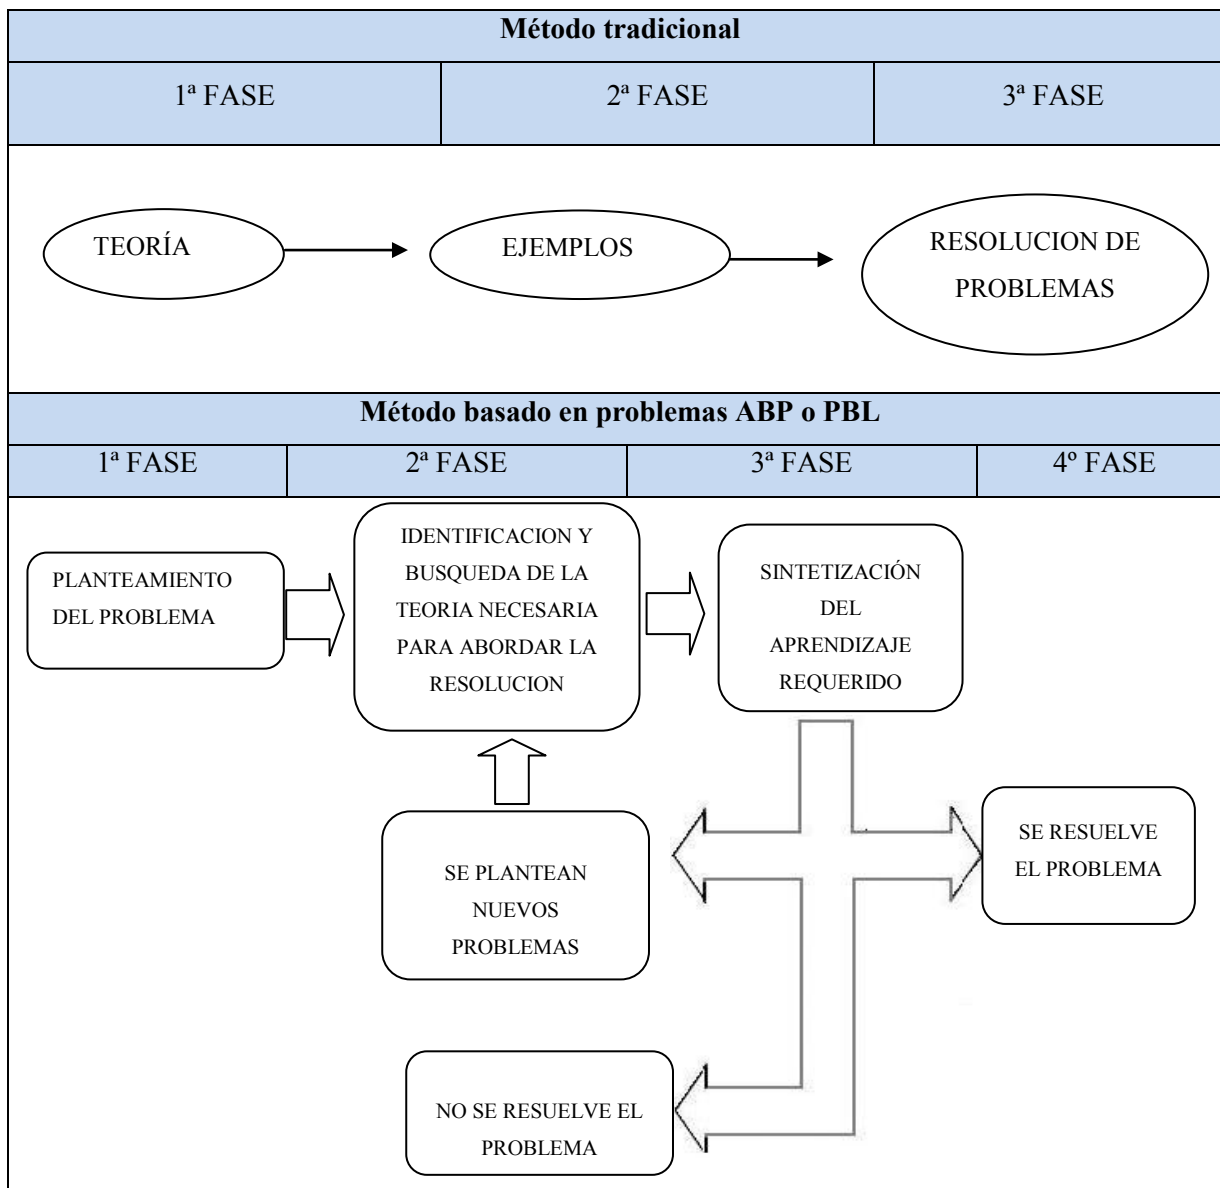 Método tradicional
1ª FASE
2ª FASE
3ª FASE
TEORÍA
EJEMPLOS
RESOLUCION DE
PROBLEMAS
Método basado en problemas ABP o PBL
1ª FASE
2ª FASE
3ª FASE
4º FASE
PLANTEAMIENTO
DEL PROBLEMA
IDENTIFICACION Y
BUSQUEDA DE LA
TEORIA NECESARIA
PARA ABORDAR LA
RESOLUCION
SINTETIZACIÓN
DEL
APRENDIZAJE
REQUERIDO
SE PLANTEAN
NUEVOS
PROBLEMAS
SE RESUELVE
EL PROBLEMA
NO SE RESUELVE EL
PROBLEMA